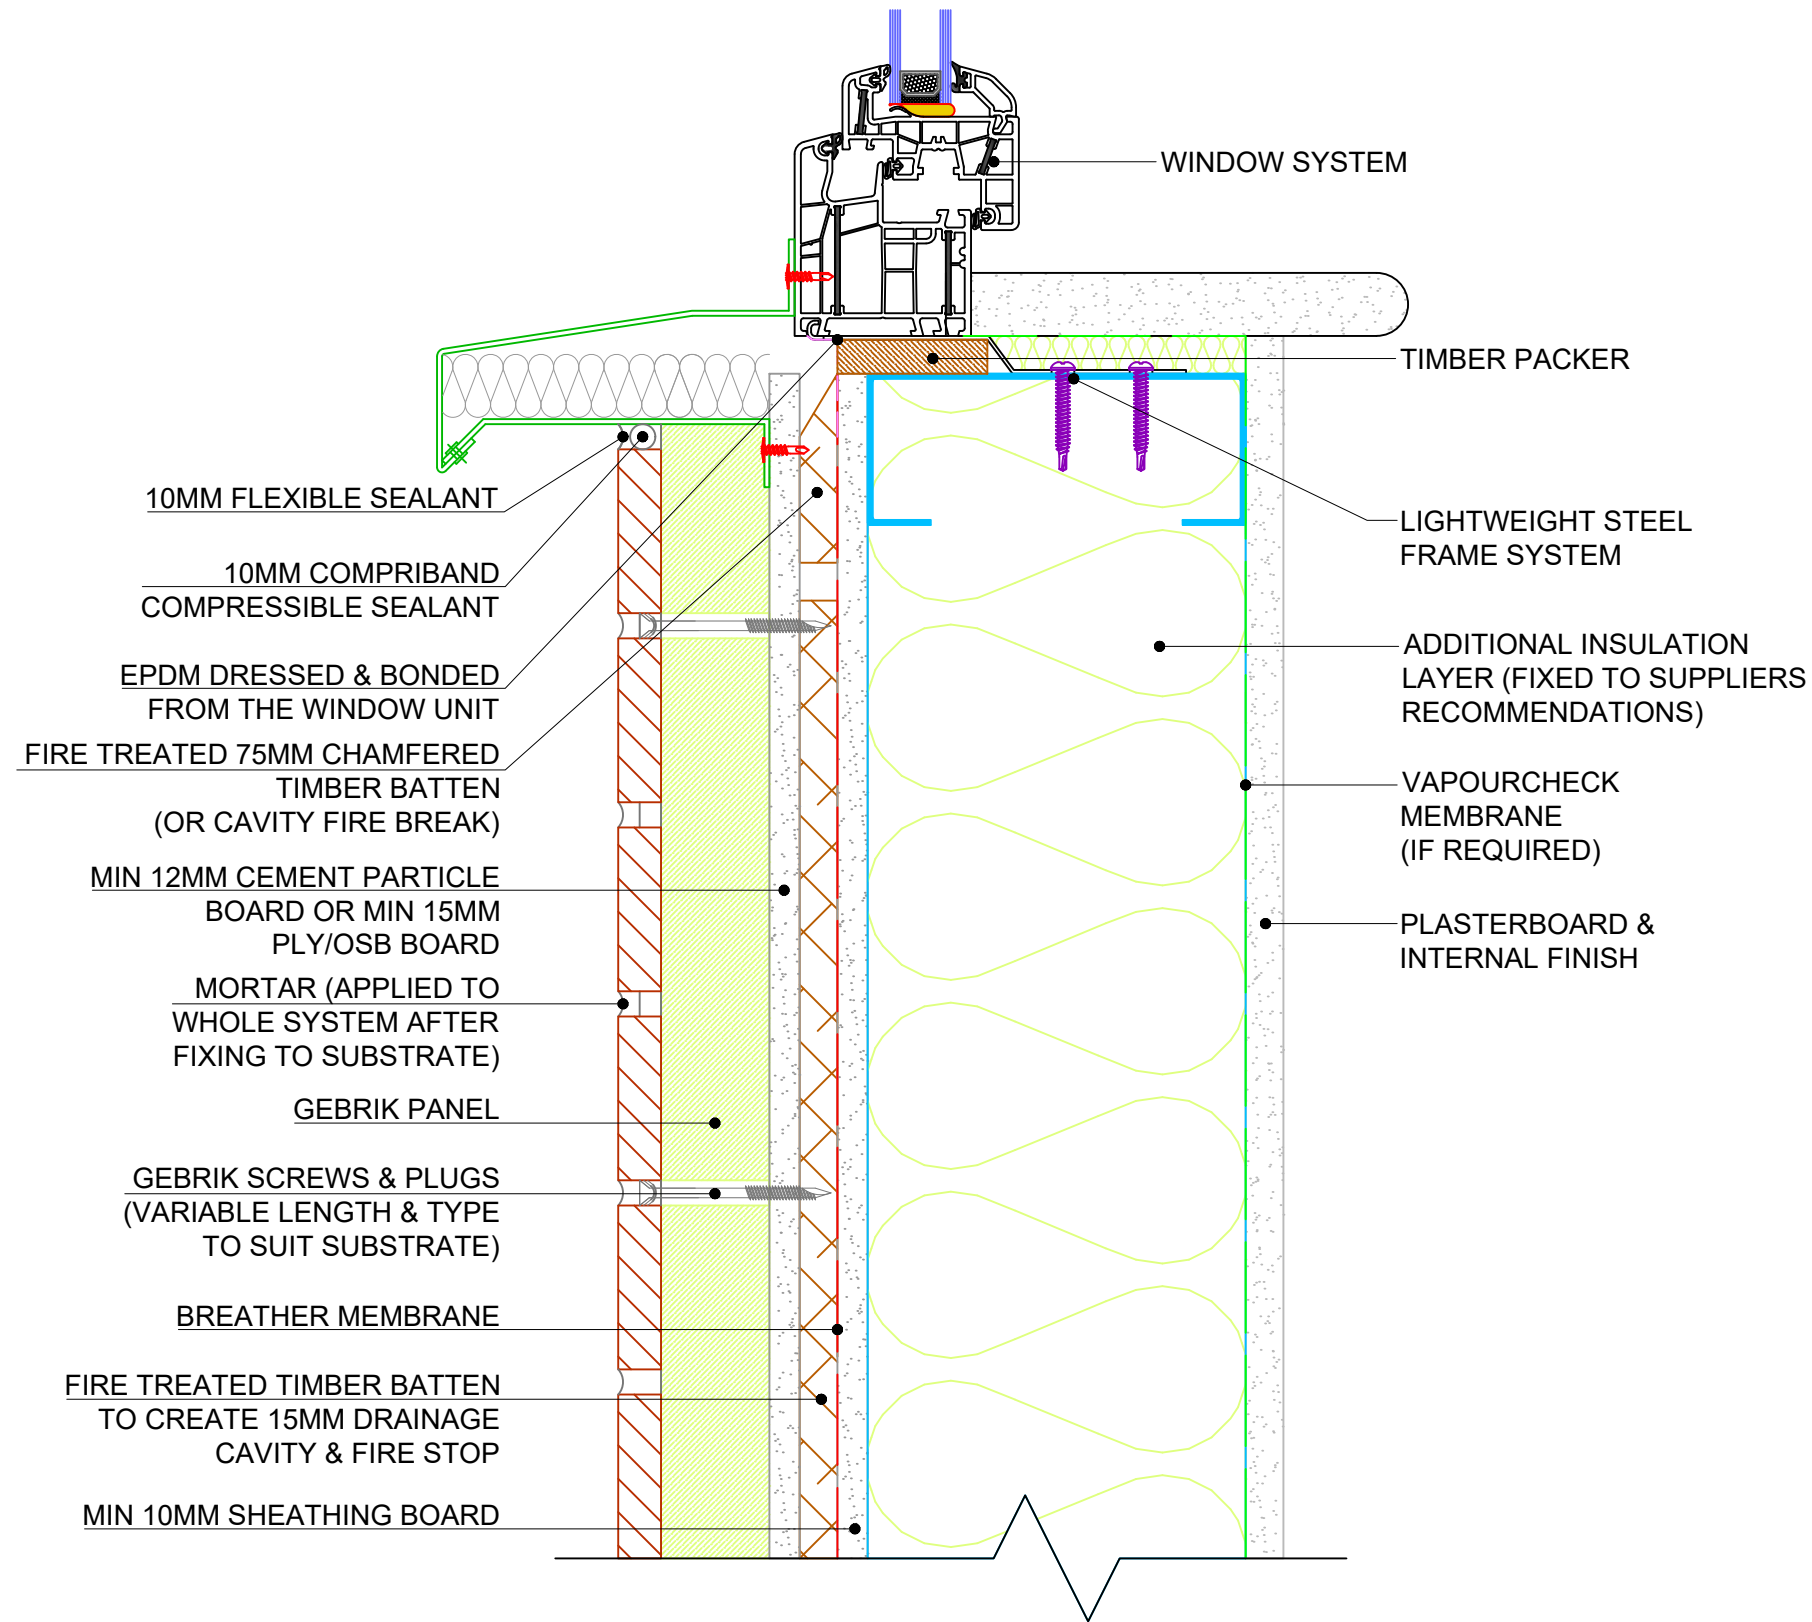 WINDOW SYSTEM
TIMBER PACKER
10MM FLEXIBLE SEALANT
LIGHTWEIGHT STEEL
FRAME SYSTEM
10MM COMPRIBAND
COMPRESSIBLE SEALANT
ADDITIONAL INSULATION
LAYER (FIXED TO SUPPLIERS
RECOMMENDATIONS)
EPDM DRESSED & BONDED
FROM THE WINDOW UNIT
FIRE TREATED 75MM CHAMFERED
TIMBER BATTEN
(OR CAVITY FIRE BREAK)
VAPOURCHECK
MEMBRANE
(IF REQUIRED)
MIN 12MM CEMENT PARTICLE
BOARD OR MIN 15MM
PLY/OSB BOARD
PLASTERBOARD &
INTERNAL FINISH
MORTAR (APPLIED TO
WHOLE SYSTEM AFTER
FIXING TO SUBSTRATE)
GEBRIK PANEL
GEBRIK SCREWS & PLUGS
(VARIABLE LENGTH & TYPE
TO SUIT SUBSTRATE)
BREATHER MEMBRANE
FIRE TREATED TIMBER BATTEN
TO CREATE 15MM DRAINAGE
CAVITY & FIRE STOP
MIN 10MM SHEATHING BOARD